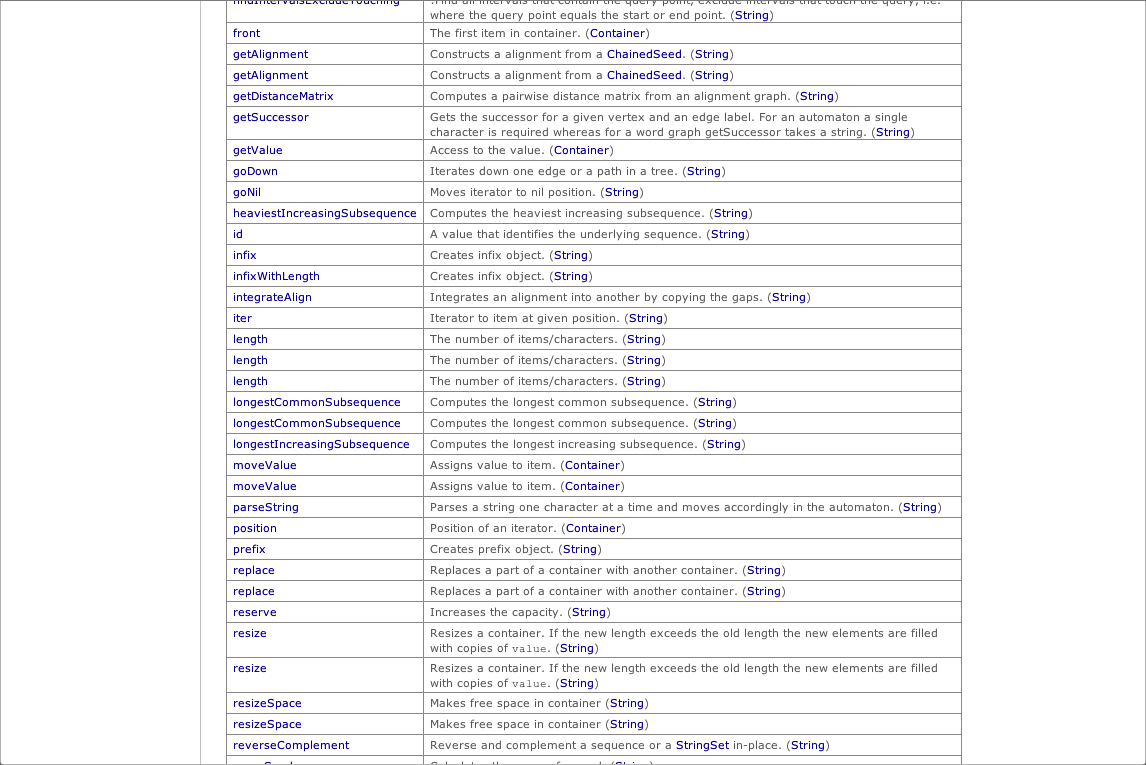 findIntervalsExcludeTouching .Find all intervals that contain the query point, exclude intervals that touch the query, i.e.
where the query point equals the start or end point. (String)
front The first item in container. (Container)
getAlignment Constructs a alignment from a ChainedSeed. (String)
getAlignment Constructs a alignment from a ChainedSeed. (String)
getDistanceMatrix Computes a pairwise distance matrix from an alignment graph. (String)
getSuccessor Gets the successor for a given vertex and an edge label. For an automaton a single
character is required whereas for a word graph getSuccessor takes a string. (String)
getValue Access to the value. (Container)
goDown Iterates down one edge or a path in a tree. (String)
goNil Moves iterator to nil position. (String)
heaviestIncreasingSubsequence Computes the heaviest increasing subsequence. (String)
id A value that identifies the underlying sequence. (String)
infix Creates infix object. (String)
infixWithLength Creates infix object. (String)
integrateAlign Integrates an alignment into another by copying the gaps. (String)
iter Iterator to item at given position. (String)
length The number of items/characters. (String)
length The number of items/characters. (String)
length The number of items/characters. (String)
longestCommonSubsequence Computes the longest common subsequence. (String)
longestCommonSubsequence Computes the longest common subsequence. (String)
longestIncreasingSubsequence Computes the longest increasing subsequence. (String)
moveValue Assigns value to item. (Container)
moveValue Assigns value to item. (Container)
parseString Parses a string one character at a time and moves accordingly in the automaton. (String)
position Position of an iterator. (Container)
prefix Creates prefix object. (String)
replace Replaces a part of a container with another container. (String)
replace Replaces a part of a container with another container. (String)
reserve Increases the capacity. (String)
resize Resizes a container. If the new length exceeds the old length the new elements are filled
with copies of value. (String)
resize Resizes a container. If the new length exceeds the old length the new elements are filled
with copies of value. (String)
resizeSpace Makes free space in container (String)
resizeSpace Makes free space in container (String)
reverseComplement Reverse and complement a sequence or a StringSet in-place. (String)